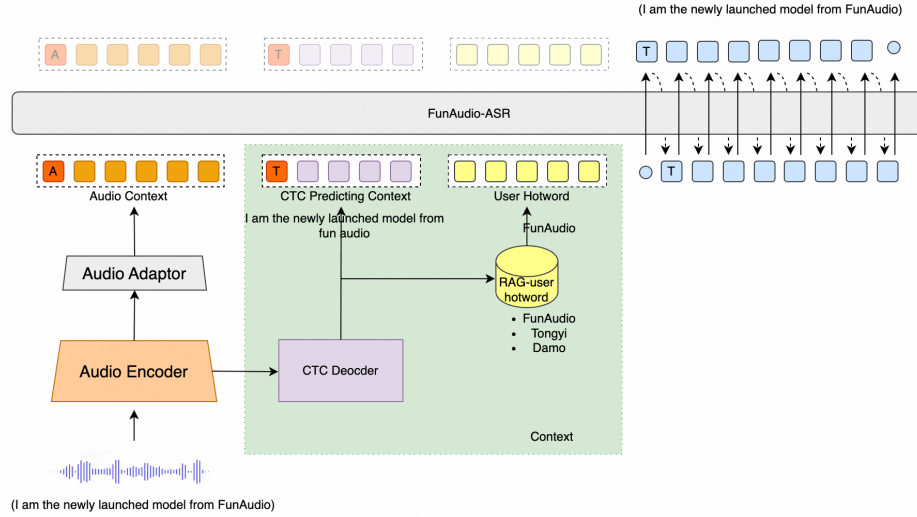 (I am the newly launched model from FunAudio)
A
T
T
FunAudio-ASR
A
T
T
Audio Context
CTC Predicting Context
User Hotword
I am the newly launched model from
fun audio
FunAudio
Audio Adaptor
RAG-user
hotword
• FunAudio
• Tongyi
• Damo
Audio Encoder
CTC Deocder
Context
(I am the newly launched model from FunAudio)